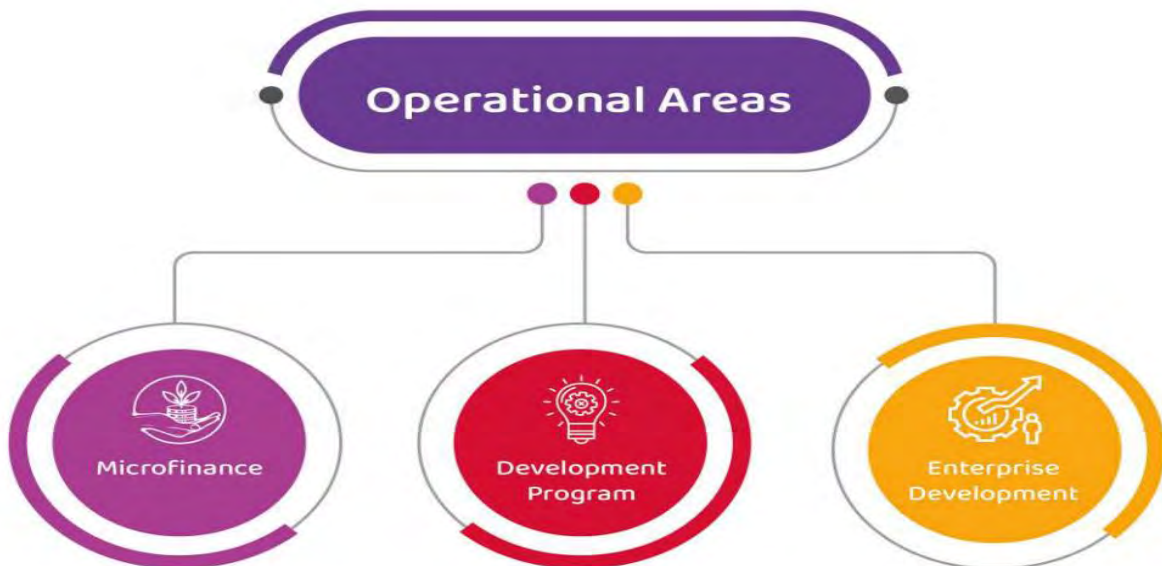 Operational Areas
Microfinance
Development
Program
Enterprise
Development